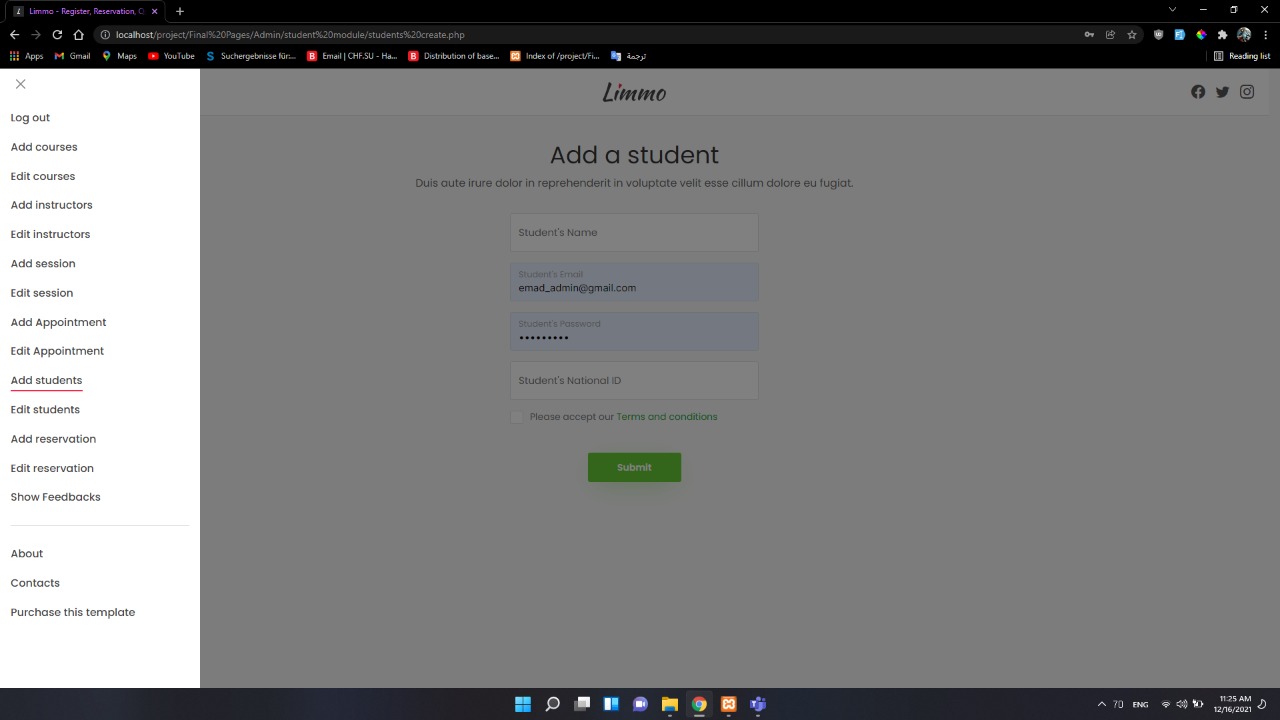 Limmo - Register, Reservation, C
localhost/project/Final%20Pages/Admin/student%20module/students%20create.php
Apps Gmail Maps YouTube Suchergebnisse für:... Email | CHF.SU - Ha... Distribution of base... Index of /project/Fi... ترجمة Reading list
Limmo
Log out
Add courses
Edit courses
Add instructors
Edit instructors
Add session
Edit session
Add Appointment
Edit Appointment
Add students
Edit students
Add reservation
Edit reservation
Show Feedbacks
About
Contacts
Purchase this template
Add a student
Duis aute irure dolor in reprehenderit in voluptate velit esse cillum dolore eu fugiat.
Student's Name
Student's Email
emad_admin@gmail.com
Student's Password
•••••••••
Student's National ID
Please accept our Terms and conditions
Submit
ENG
11:25 AM
12/16/2021